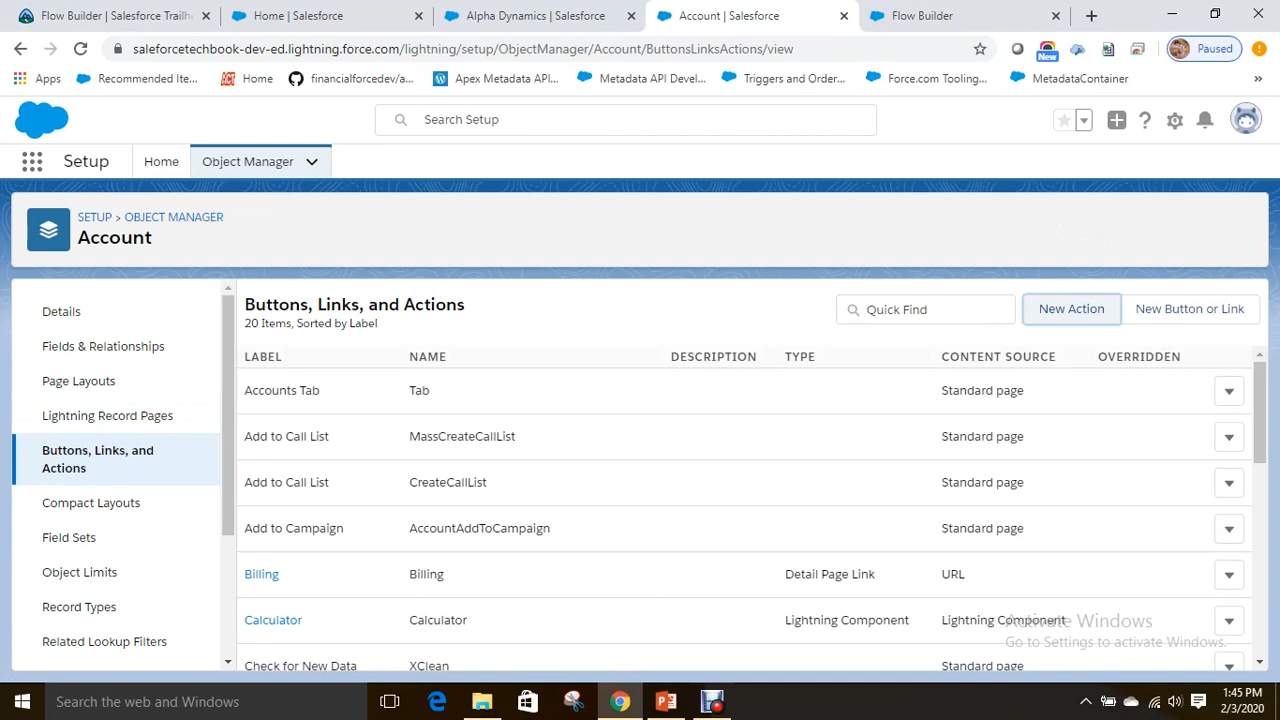 Flow Builder | Salesforce Trailhe
Home | Salesforce
Alpha Dynamics | Salesforce
Account | Salesforce
Flow Builder
saleforcetechbook-dev-ed.lightning.force.com/lightning/setup/ObjectManager/Account/ButtonsLinksActions/view
New
Paused
Apps
Recommended Ite...
ACT
Home
financialforcedev/a...
Apex Metadata API...
Metadata API Devel...
Triggers and Order...
Force.com Tooling...
MetadataContainer
»
Search Setup
Setup
Home
Object Manager
SETUP > OBJECT MANAGER
Account
Details
Fields & Relationships
Page Layouts
Lightning Record Pages
Buttons, Links, and
Actions
Compact Layouts
Field Sets
Object Limits
Record Types
Related Lookup Filters
Buttons, Links, and Actions
20 Items, Sorted by Label
Quick Find
New Action
New Button or Link
LABEL NAME DESCRIPTION TYPE CONTENT SOURCE OVERRIDDEN
Accounts Tab Tab Standard page
Add to Call List MassCreateCallList Standard page
Add to Call List CreateCallList Standard page
Add to Campaign AccountAddToCampaign Standard page
Billing Billing Detail Page Link URL
Calculator Calculator Lightning Component Lightning Component
Check for New Data XClean Standard page
Activate Windows
Go to Settings to activate Windows.
Search the web and Windows
1:45 PM
2/3/2020